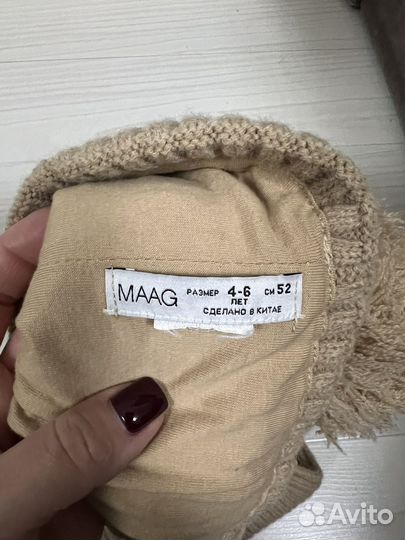 MAAG РАЗМЕР 4-6 СМ 52
ЛЕТ
СДЕЛАНО В КИТАЕ
Avito